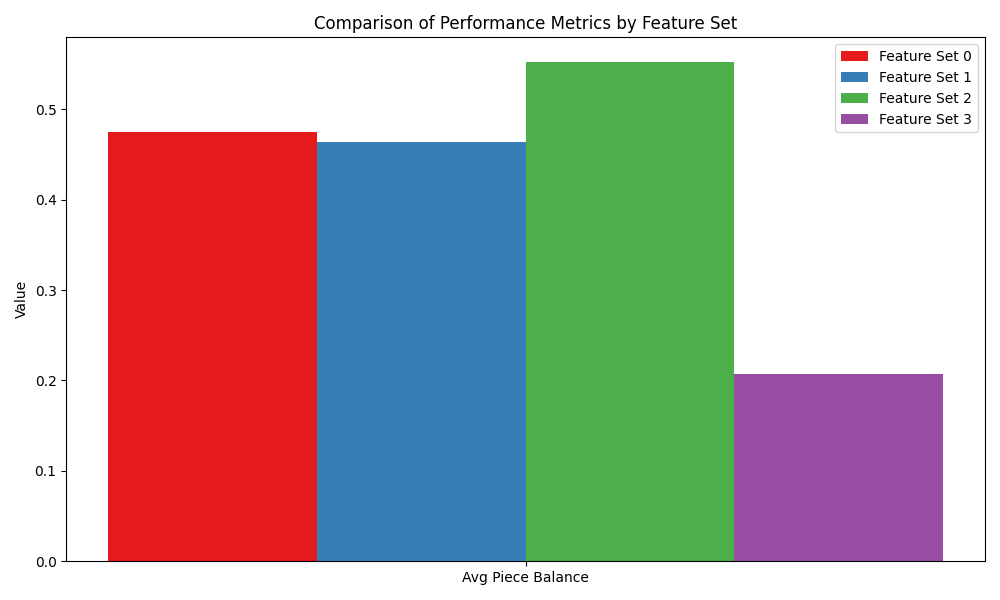 Comparison of Performance Metrics by Feature Set
Feature Set 0
Feature Set 1
Feature Set 2
Feature Set 3
Value
0.5
0.4
0.3
0.2
0.1
0.0
Avg Piece Balance